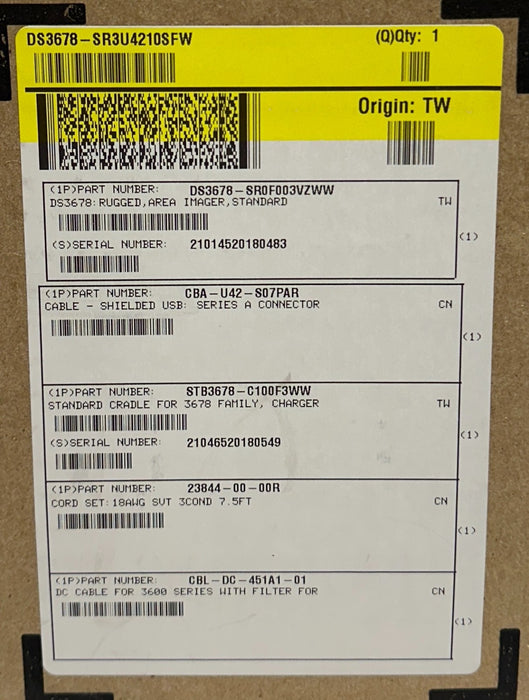 DS3678-SR3U4210SFW (Q)Qty: 1
Origin: TW
(1P)PART NUMBER: DS3678-SR0F003VZWW
DS3678:RUGGED,AREA IMAGER,STANDARD TW
(1)
(S)SERIAL NUMBER: 21014520180483
(1P)PART NUMBER: CBA-U42-S07PAR
CABLE - SHIELDED USB: SERIES A CONNECTOR CN
(1)
(1P)PART NUMBER: STB3678-C100F3WW
STANDARD CRADLE FOR 3678 FAMILY, CHARGER TW
(1)
(S)SERIAL NUMBER: 21046520180549
(1P)PART NUMBER: 23844-00-00R
CORD SET:18AWG SVT 3COND 7.5FT CN
(1)
(1P)PART NUMBER: CBL-DC-451A1-01
DC CABLE FOR 3600 SERIES WITH FILTER FOR CN
(1)